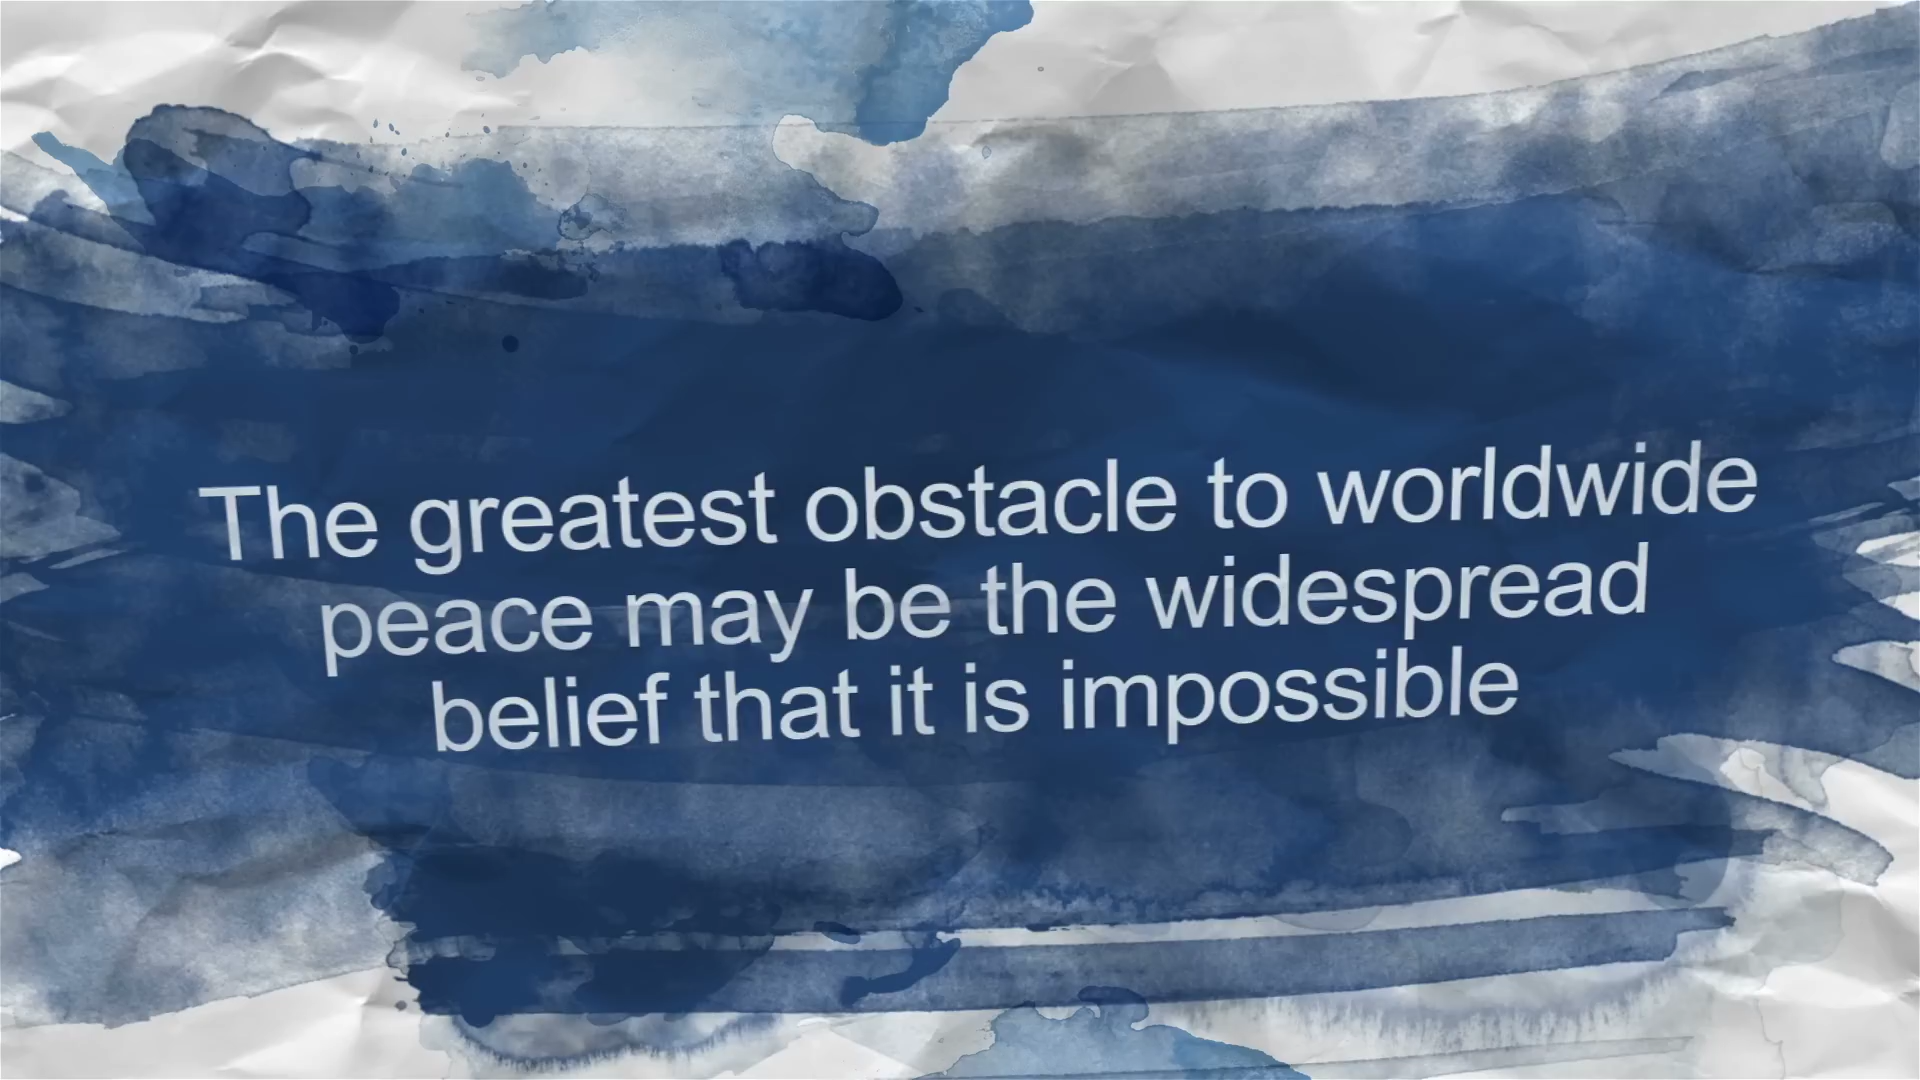 The greatest obstacle to worldwide
peace may be the widespread
belief that it is impossible